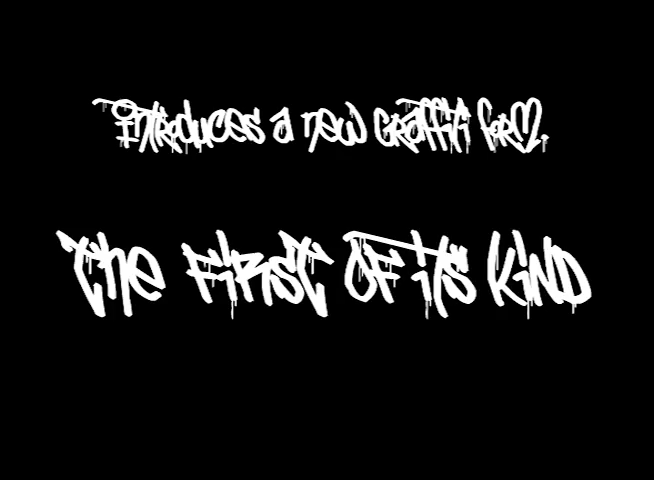 introduces a new graffiti form.
the first of its kind